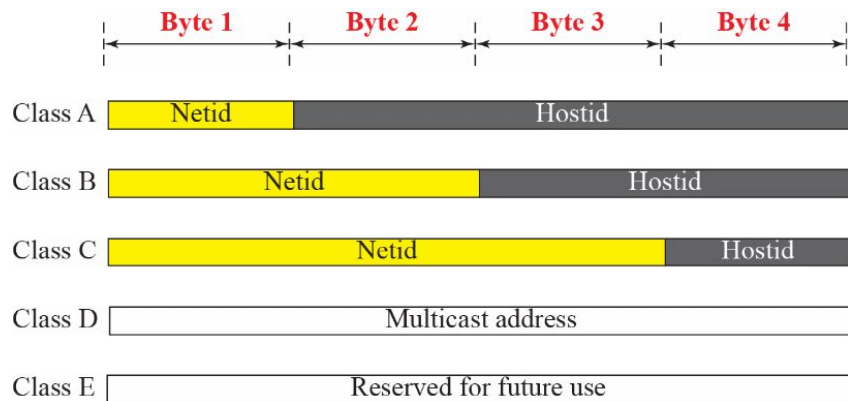 Byte 1 Byte 2 Byte 3 Byte 4
Class A Netid Hostid
Class B Netid Hostid
Class C Netid Hostid
Class D Multicast address
Class E Reserved for future use